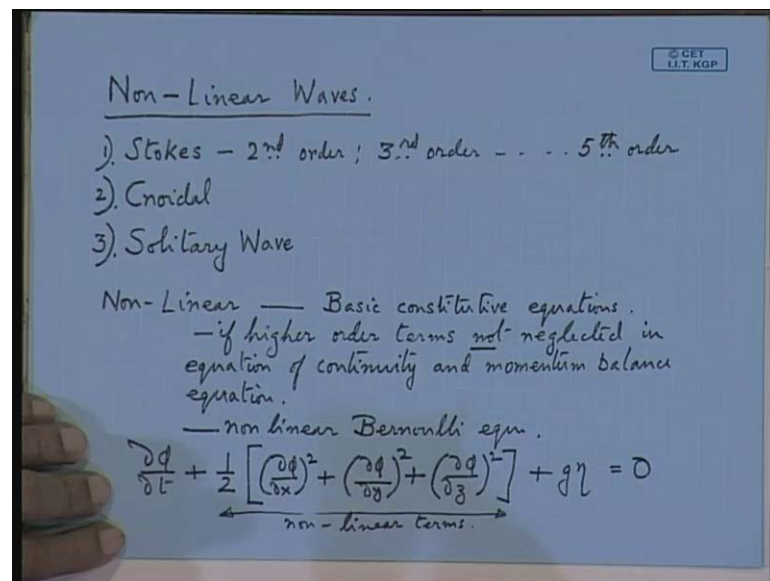 © CET
I.I.T. KGP
Non-Linear Waves.
1). Stokes - 2nd order; 3rd order - . . . 5th order
2). Cnoidal
3). Solitary Wave
Non-Linear — Basic constitutive equations.
- if higher order terms not neglected in
equation of continuity and momentum balance
equation.
— non linear Bernoulli eqn.
∂ϕ/∂t + 1/2 [(∂ϕ/∂x)² + (∂ϕ/∂y)² + (∂ϕ/∂z)²] + gη = 0
non-linear terms.